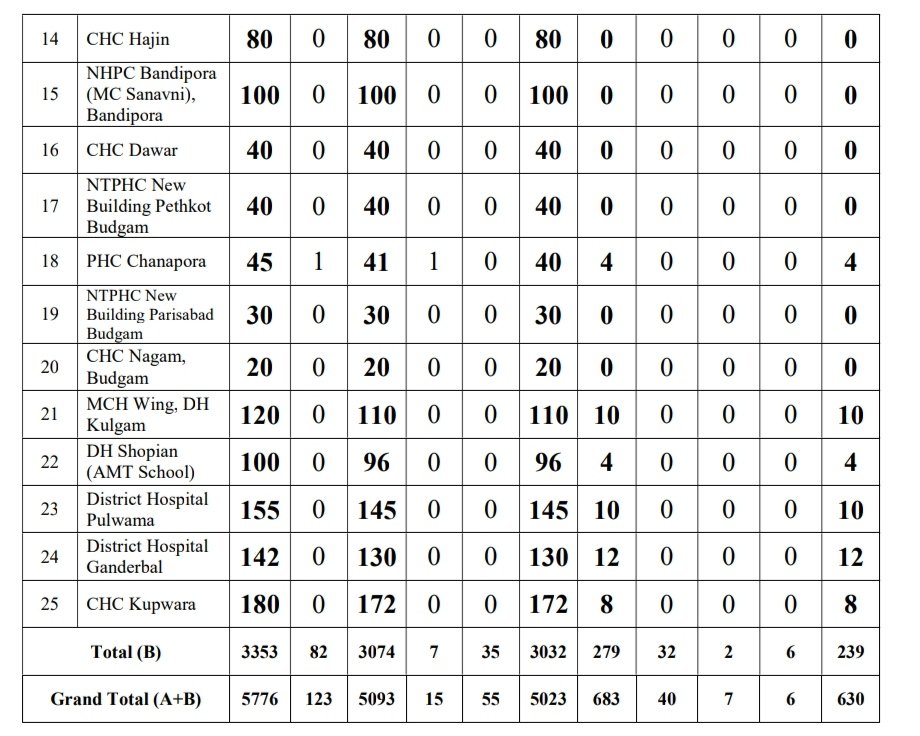 14 CHC Hajin 80 0 80 0 0 80 0 0 0 0 0
NHPC Bandipora
15 (MC Sanavni), 100 0 100 0 0 100 0 0 0 0 0
Bandipora
16 CHC Dawar 40 0 40 0 0 40 0 0 0 0 0
NTPHC New
17 Building Pethkot 40 0 40 0 0 40 0 0 0 0 0
Budgam
18 PHC Chanapora 45 1 41 1 0 40 4 0 0 0 4
NTPHC New
19 Building Parisabad 30 0 30 0 0 30 0 0 0 0 0
Budgam
20 CHC Nagam, 20 0 20 0 0 20 0 0 0 0 0
Budgam
21 MCH Wing, DH 120 0 110 0 0 110 10 0 0 0 10
Kulgam
22 DH Shopian 100 0 96 0 0 96 4 0 0 0 4
(AMT School)
23 District Hospital 155 0 145 0 0 145 10 0 0 0 10
Pulwama
24 District Hospital 142 0 130 0 0 130 12 0 0 0 12
Ganderbal
25 CHC Kupwara 180 0 172 0 0 172 8 0 0 0 8
Total (B) 3353 82 3074 7 35 3032 279 32 2 6 239
Grand Total (A+B) 5776 123 5093 15 55 5023 683 40 7 6 630